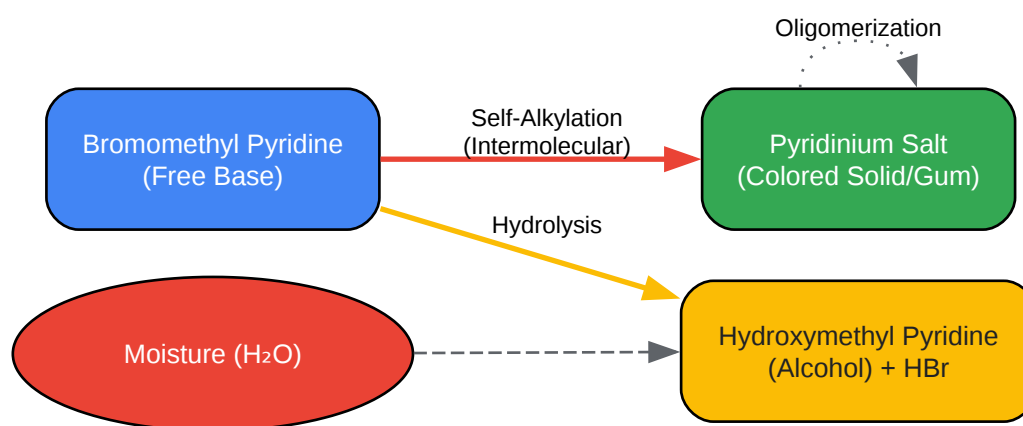 Oligomerization
Self-Alkylation
(Intermolecular)
Bromomethyl Pyridine
(Free Base)
Pyridinium Salt
(Colored Solid/Gum)
Hydrolysis
Moisture (H₂O)
Hydroxymethyl Pyridine
(Alcohol) + HBr